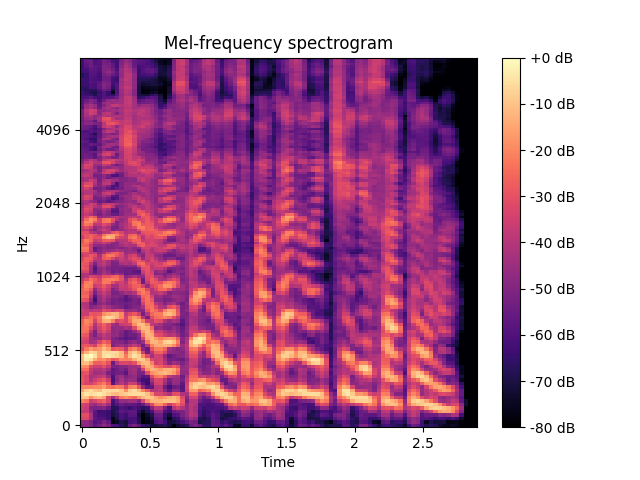 Mel-frequency spectrogram
+0 dB
-10 dB
-20 dB
-30 dB
-40 dB
-50 dB
-60 dB
-70 dB
-80 dB
Hz
4096
2048
1024
512
0
0
0.5
1
1.5
2
2.5
Time